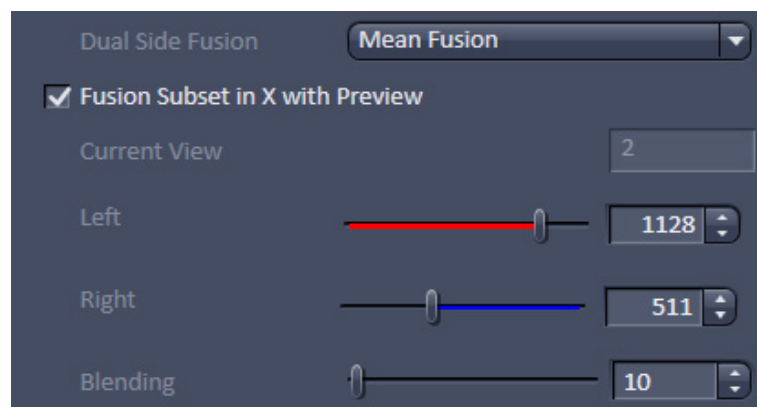 Dual Side Fusion Mean Fusion
Fusion Subset in X with Preview
Current View 2
Left 1128
Right 511
Blending 10